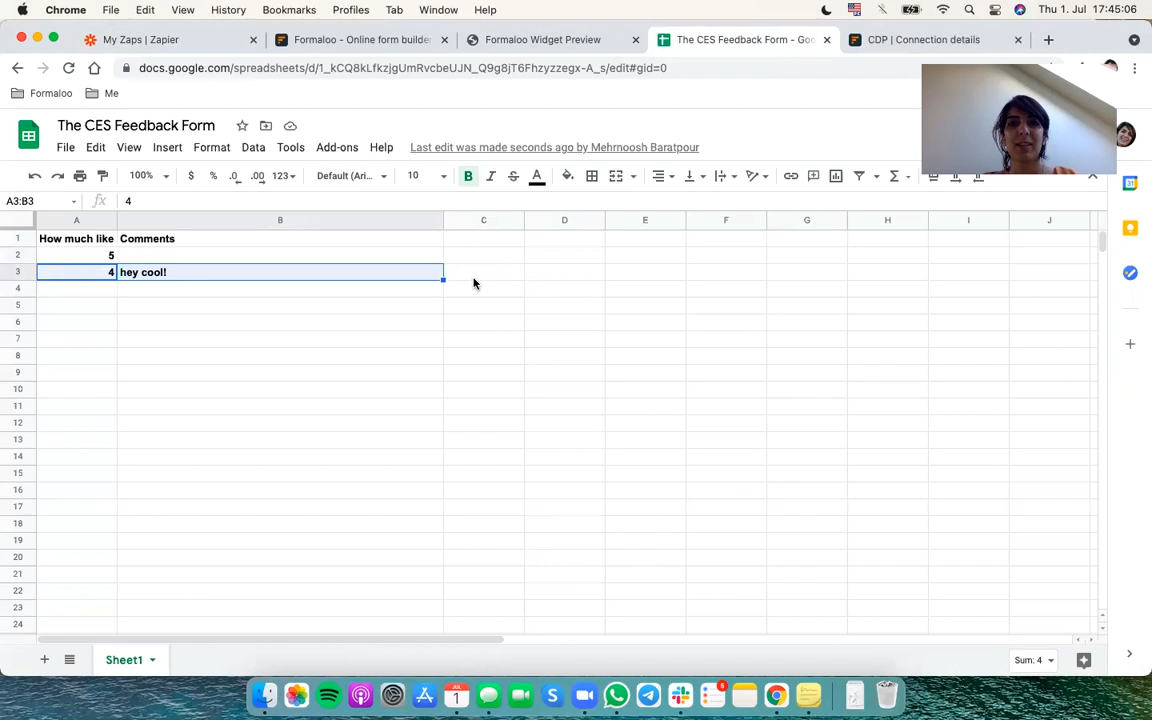 Chrome File Edit View History Bookmarks Profiles Tab Window Help Thu 1. Jul 17:45:06
My Zaps | Zapier Formaloo - Online form builder Formaloo Widget Preview The CES Feedback Form - Goo CDP | Connection details
docs.google.com/spreadsheets/d/1_kCQ8kLfkzjgUmRvcbeUJN_Q9g8jT6Fhzyzzegx-A_s/edit#gid=0
Formaloo Me
The CES Feedback Form
File Edit View Insert Format Data Tools Add-ons Help Last edit was made seconds ago by Mehrnoosh Baratpour
100% $ % .0 .00 123 Default (Ari... 10 B I S A
A3:B3 fx 4
A B C D E F G H I J
1 How much like Comments
2 5
3 4 hey cool!
4
5
6
7
8
9
10
11
12
13
14
15
16
17
18
19
20
21
22
23
24
Sheet1 Sum: 4
JUL
1
5